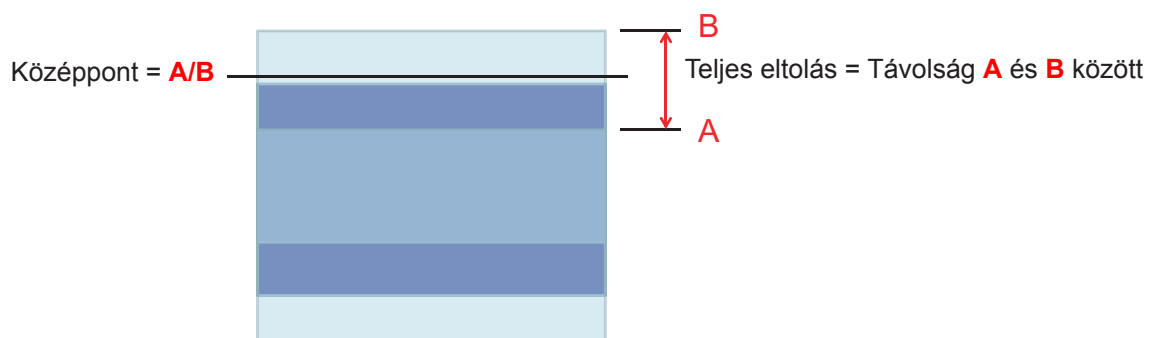 B
Középpont = A/B
Teljes eltolás = Távolság A és B között
A